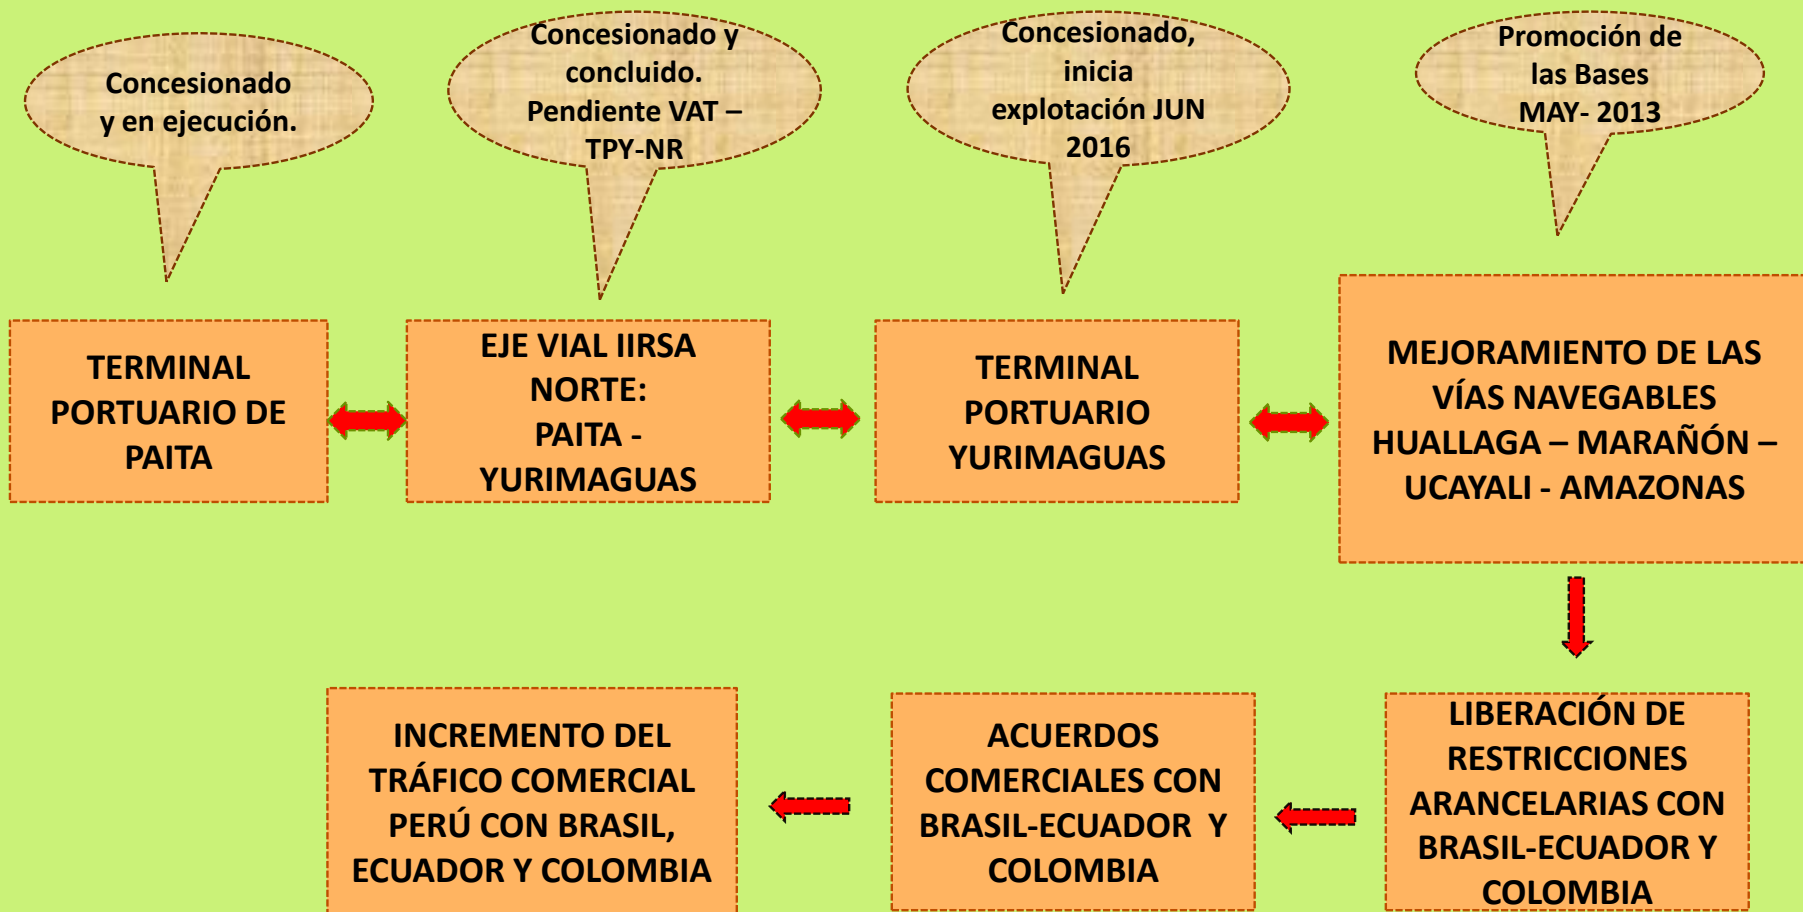 Concesionado
y en ejecución.
Concesionado y
concluido.
Pendiente VAT –
TPY-NR
Concesionado,
inicia
explotación JUN
2016
Promoción de
las Bases
MAY- 2013
TERMINAL
PORTUARIO DE
PAITA
EJE VIAL IIRSA
NORTE:
PAITA -
YURIMAGUAS
TERMINAL
PORTUARIO
YURIMAGUAS
MEJORAMIENTO DE LAS
VÍAS NAVEGABLES
HUALLAGA – MARAÑÓN –
UCAYALI - AMAZONAS
INCREMENTO DEL
TRÁFICO COMERCIAL
PERÚ CON BRASIL,
ECUADOR Y COLOMBIA
ACUERDOS
COMERCIALES CON
BRASIL-ECUADOR Y
COLOMBIA
LIBERACIÓN DE
RESTRICCIONES
ARANCELARIAS CON
BRASIL-ECUADOR Y
COLOMBIA